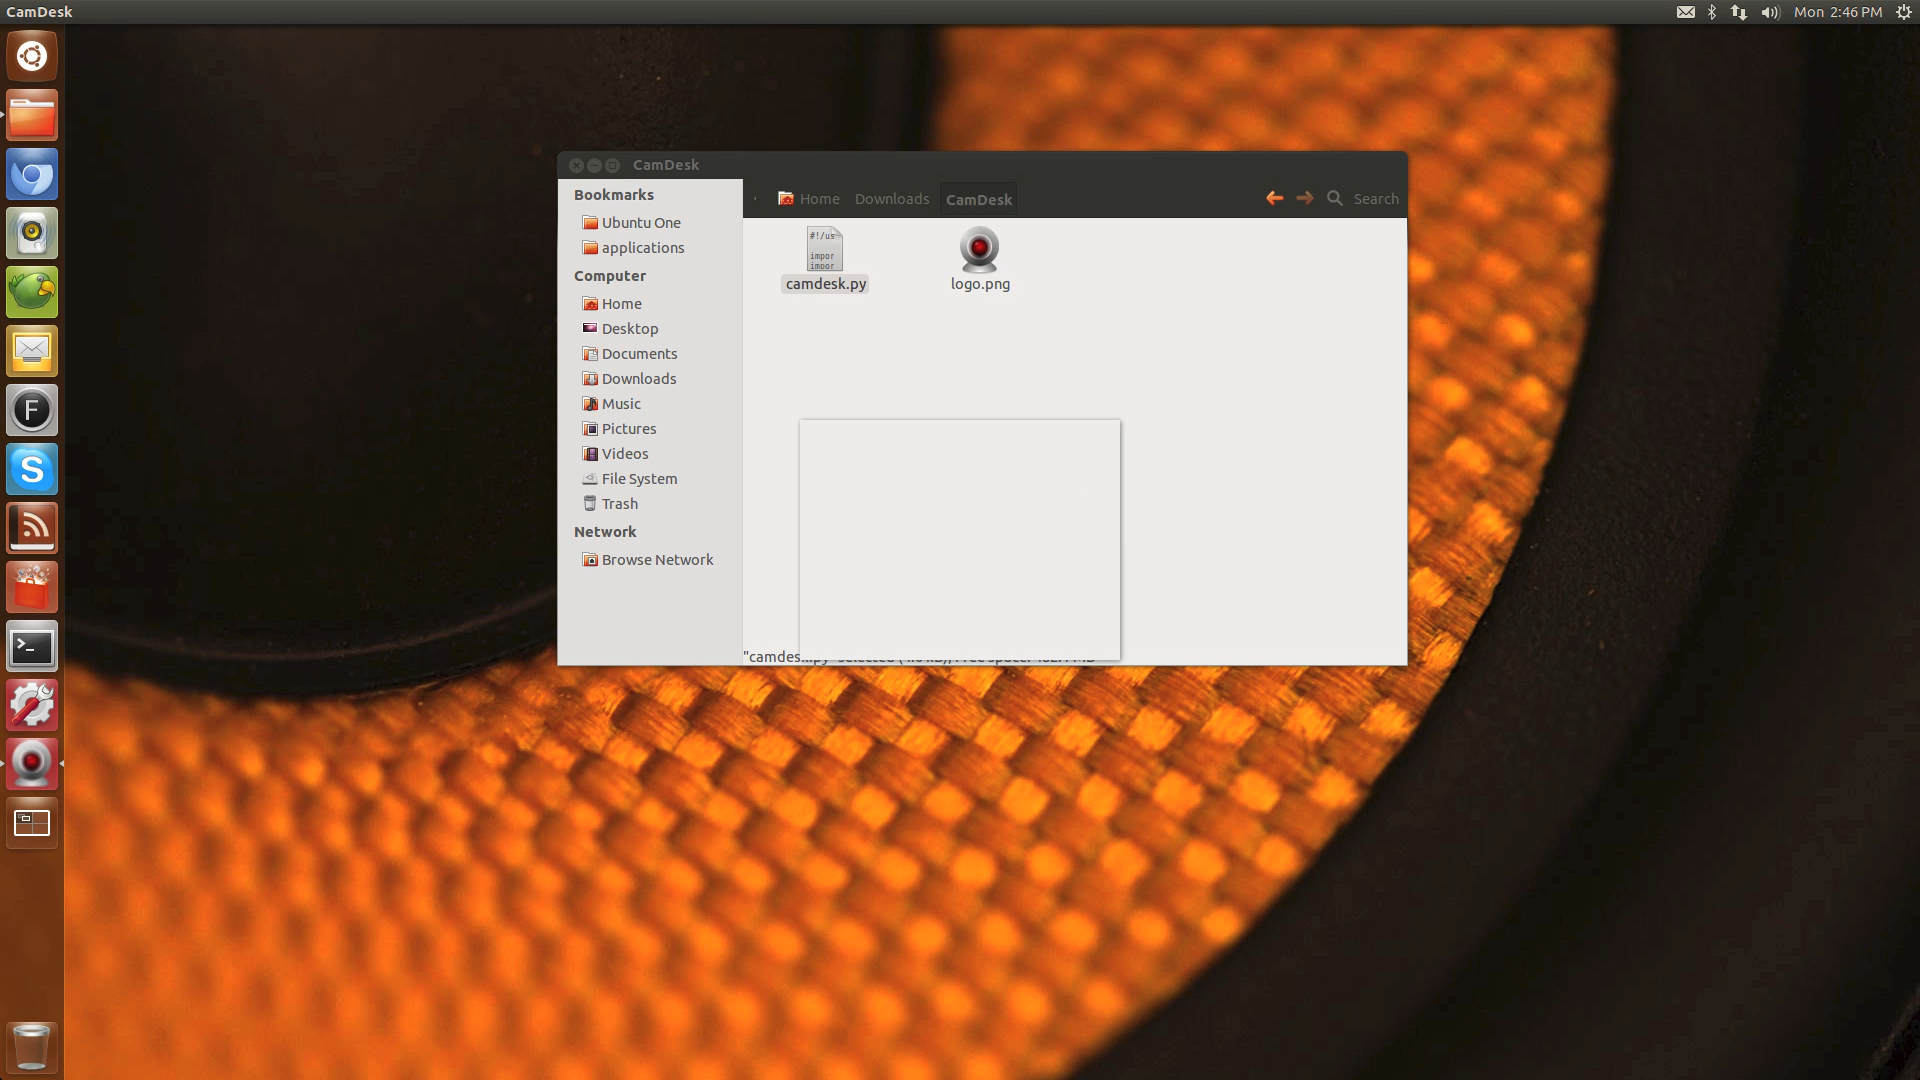 CamDesk
Mon 2:46 PM
CamDesk
Bookmarks
Ubuntu One
applications
Computer
Home
Desktop
Documents
Downloads
Music
Pictures
Videos
File System
Trash
Network
Browse Network
Home Downloads CamDesk Search
#!/us
impor
impor
camdesk.py
logo.png
F
S
>_